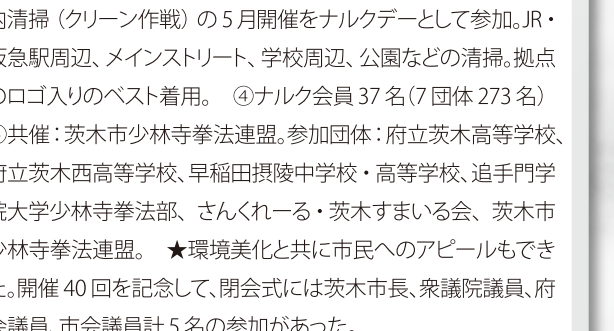 内清掃（クリーン作戦）の5月開催をナルクデーとして参加。JR・
阪急駅周辺、メインストリート、学校周辺、公園などの清掃。拠点
のロゴ入りのベスト着用。　④ナルク会員37名（7団体273名）
共催：茨木市少林寺拳法連盟。参加団体：府立茨木高等学校、
府立茨木西高等学校、早稲田摂陵中学校・高等学校、追手門学
院大学少林寺拳法部、さんくれーる・茨木すまいる会、茨木市
少林寺拳法連盟。　★環境美化と共に市民へのアピールもでき
た。開催40回を記念して、閉会式には茨木市長、衆議院議員、府
会議員、市会議員計5名の参加があった。